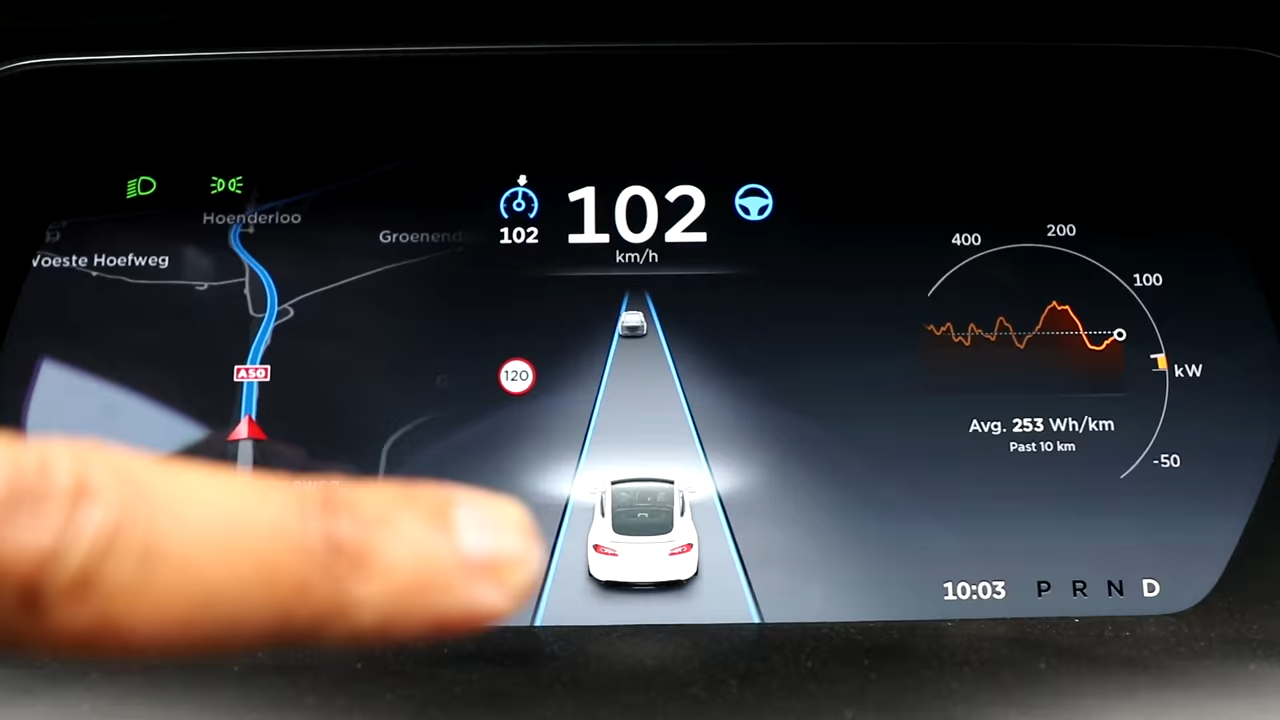 Hoenderloo
Groenend
Voeste Hoefweg
A50
102
102
km/h
120
400
200
100
kW
-50
Avg. 253 Wh/km
Past 10 km
10:03 P R N D